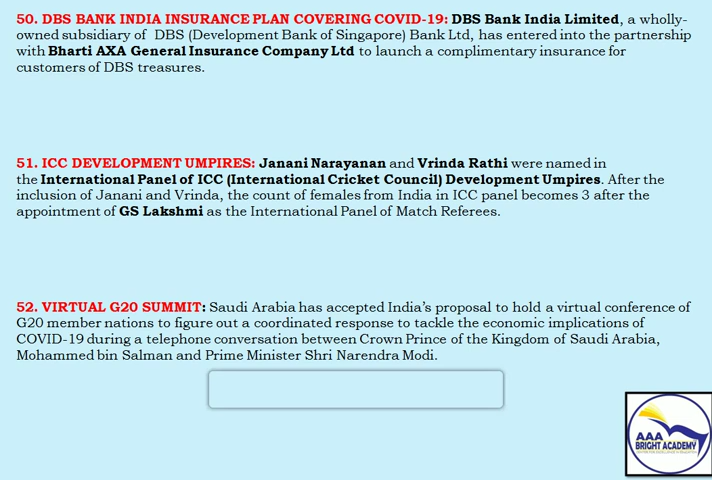 50. DBS BANK INDIA INSURANCE PLAN COVERING COVID-19: DBS Bank India Limited, a wholly-
owned subsidiary of DBS (Development Bank of Singapore) Bank Ltd, has entered into the partnership
with Bharti AXA General Insurance Company Ltd to launch a complimentary insurance for
customers of DBS treasures.
51. ICC DEVELOPMENT UMPIRES: Janani Narayanan and Vrinda Rathi were named in
the International Panel of ICC (International Cricket Council) Development Umpires. After the
inclusion of Janani and Vrinda, the count of females from India in ICC panel becomes 3 after the
appointment of GS Lakshmi as the International Panel of Match Referees.
52. VIRTUAL G20 SUMMIT: Saudi Arabia has accepted India's proposal to hold a virtual conference of
G20 member nations to figure out a coordinated response to tackle the economic implications of
COVID-19 during a telephone conversation between Crown Prince of the Kingdom of Saudi Arabia,
Mohammed bin Salman and Prime Minister Shri Narendra Modi.
AAA
BRIGHT ACADEMY